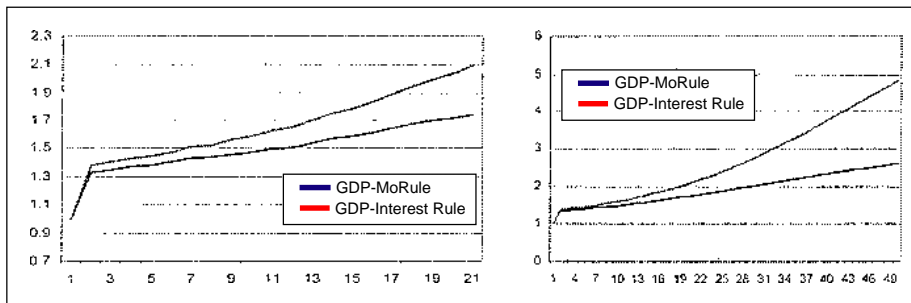 2.3
2.1
1.9
1.7
1.5
1.3
1.1
0.9
0.7
1 3 5 7 9 11 13 15 17 19 21
GDP-MoRule
GDP-Interest Rule
6
5
4
3
2
1
0
1 4 7 10 13 16 19 22 25 28 31 34 37 40 43 46 49
GDP-MoRule
GDP-Interest Rule